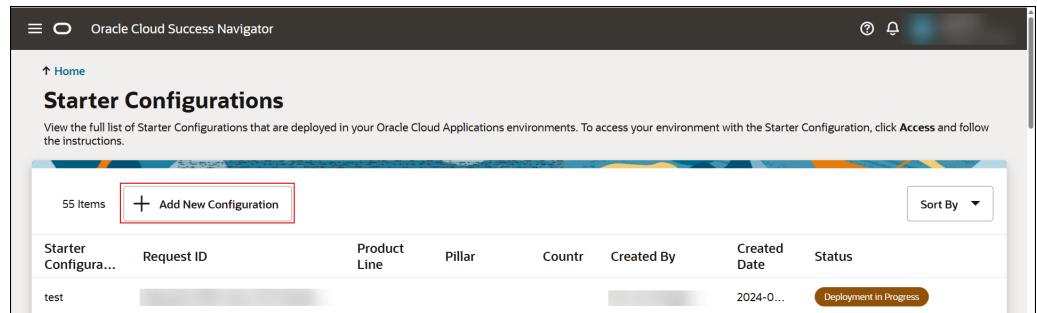 Oracle Cloud Success Navigator
Home
Starter Configurations
View the full list of Starter Configurations that are deployed in your Oracle Cloud Applications environments. To access your environment with the Starter Configuration, click Access and follow
the instructions.
55 Items
Add New Configuration
Sort By
Starter Configura... Request ID Product Line Pillar Countr Created By Created Date Status
test 2024-0... Deployment in Progress